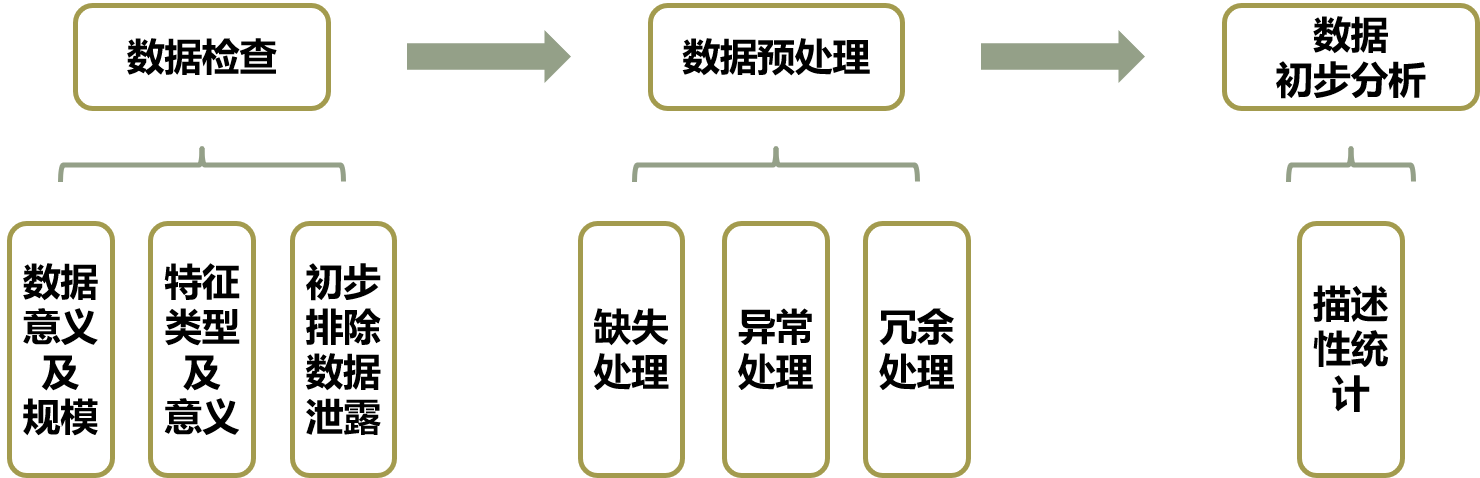 数据检查
数据预处理
数据
初步分析
数据
意义
及
规模
特征
类型
及
意义
初步
排除
数据
泄露
缺失
处理
异常
处理
冗余
处理
描述
性统
计